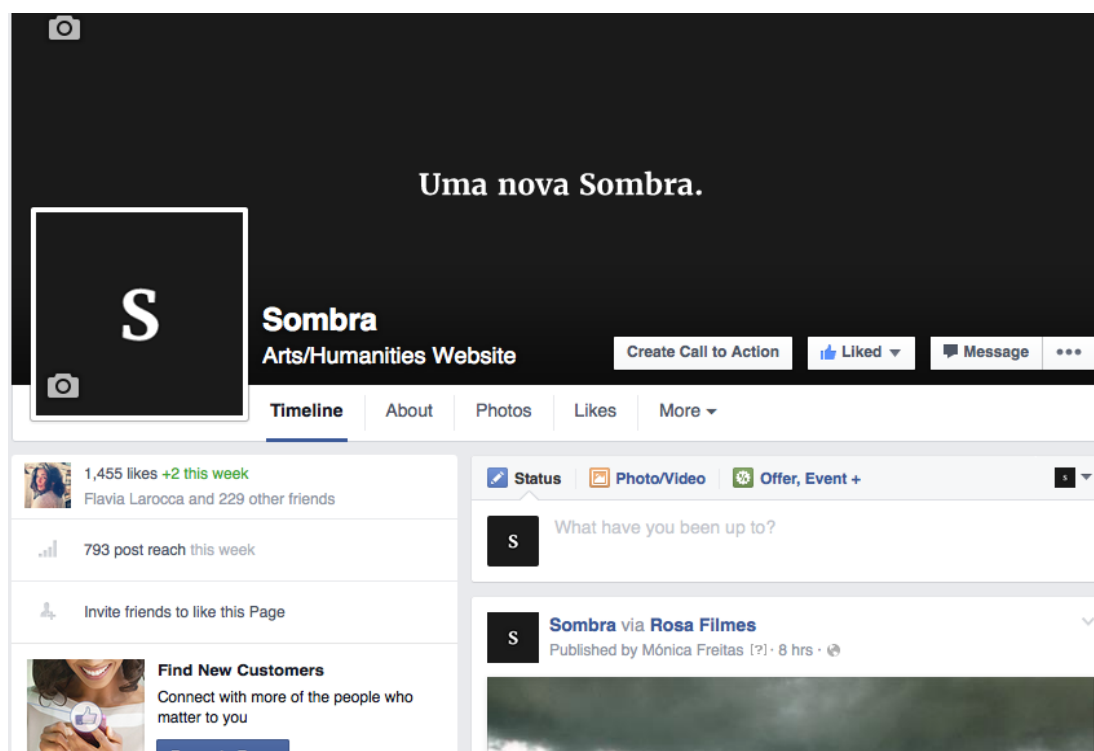 Uma nova Sombra.
S
Sombra
Arts/Humanities Website
Create Call to Action
Liked
Message
Timeline
About
Photos
Likes
More
1,455 likes +2 this week
Flavia Larocca and 229 other friends
793 post reach this week
Invite friends to like this Page
Find New Customers
Connect with more of the people who
matter to you
Status
Photo/Video
Offer, Event +
S
S
What have you been up to?
S
Sombra via Rosa Filmes
Published by Mónica Freitas [?] · 8 hrs ·